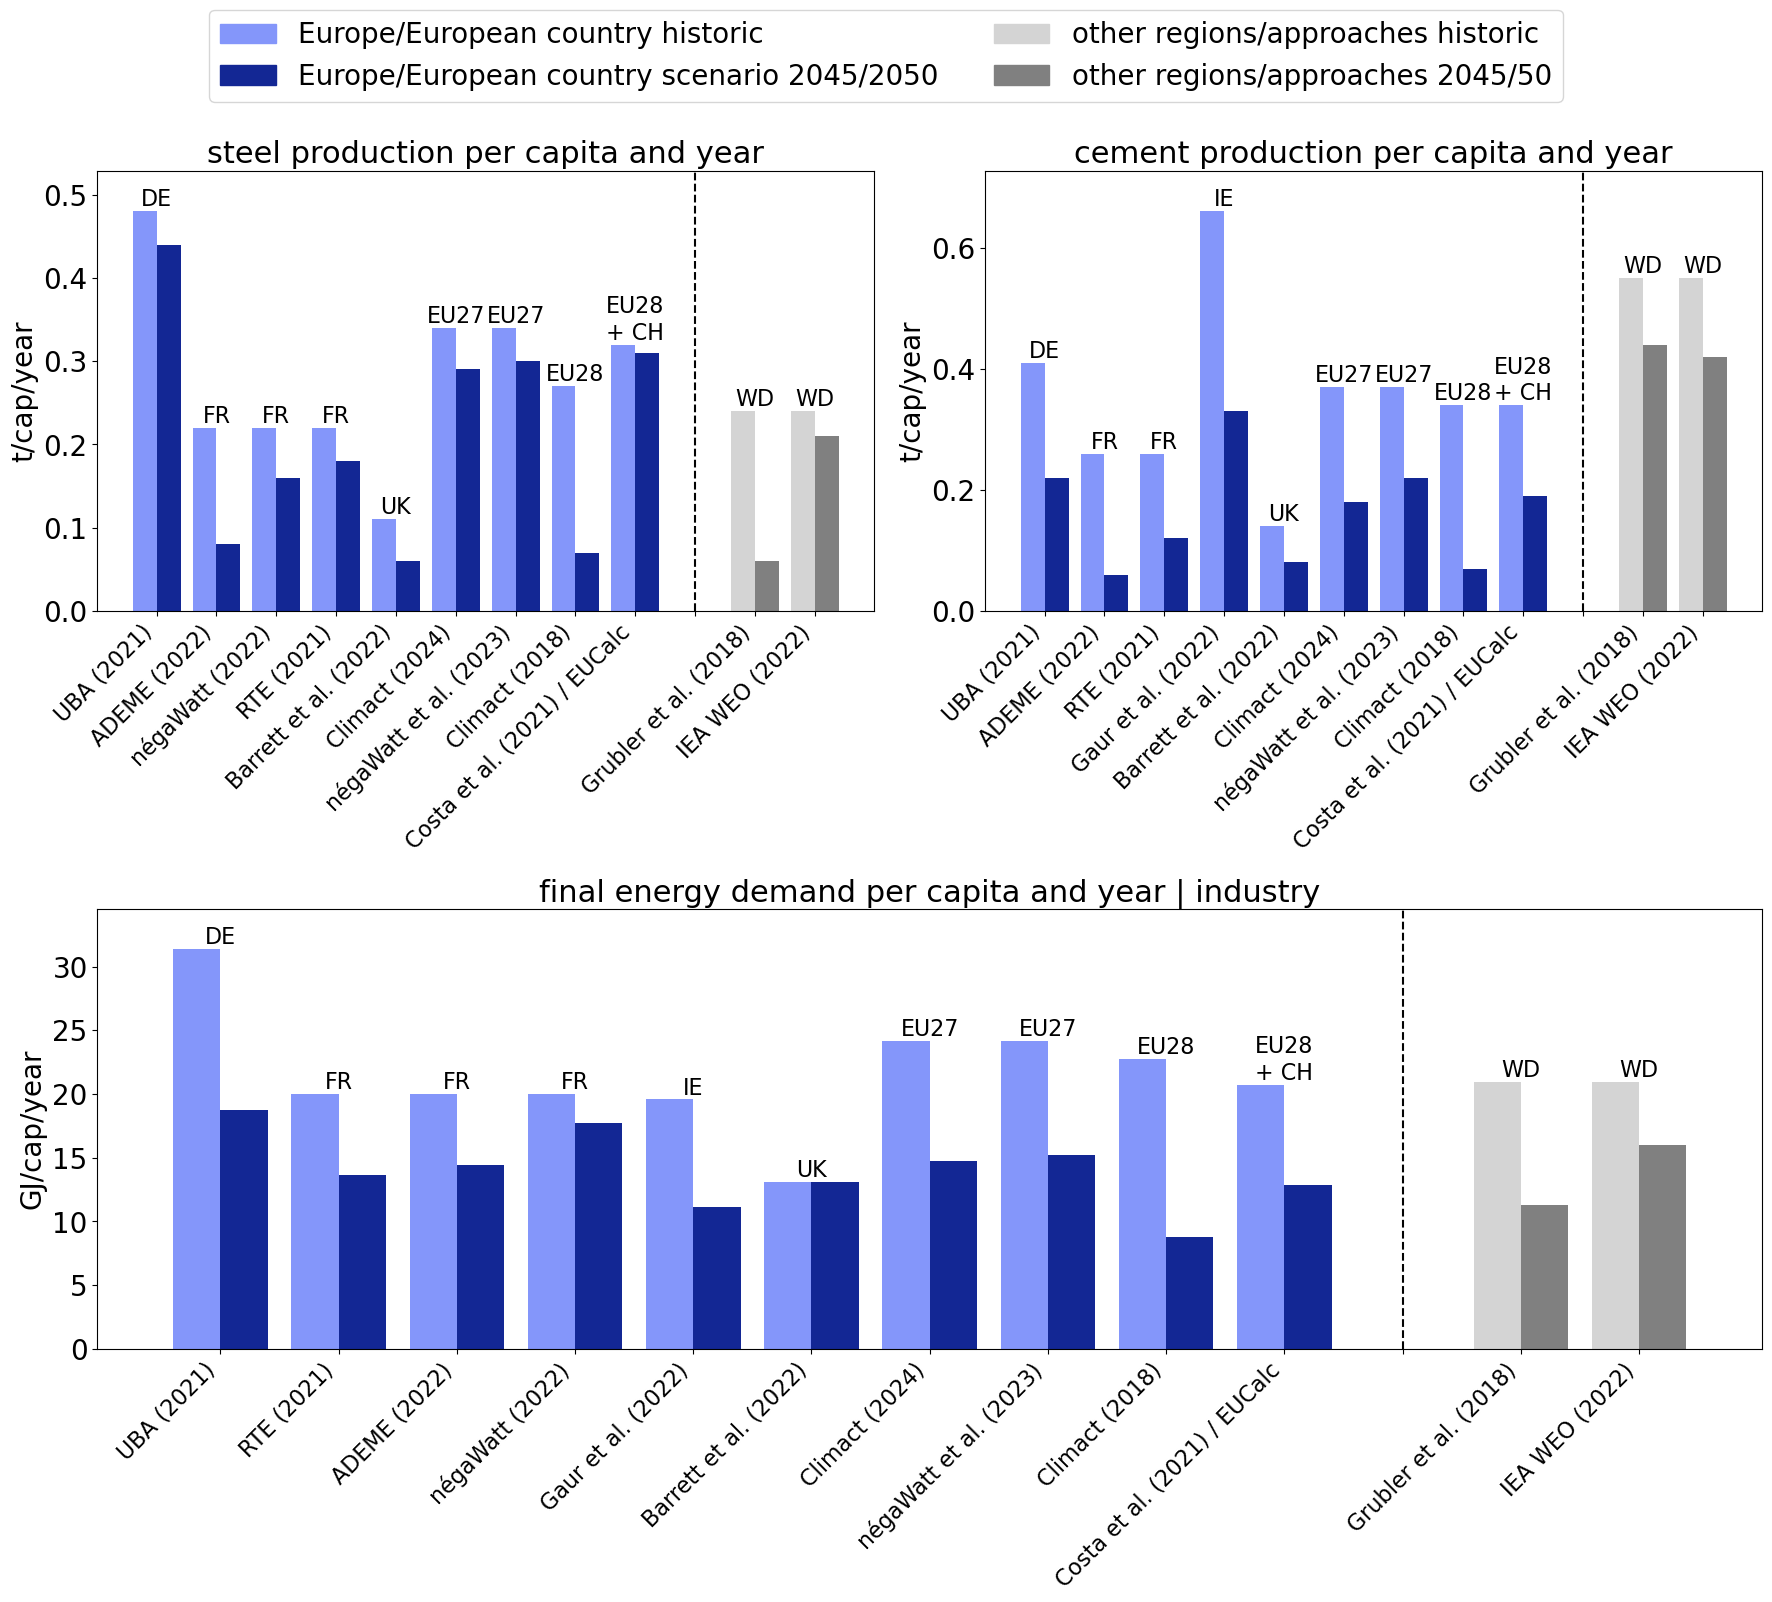 Europe/European country historic
Europe/European country scenario 2045/2050
other regions/approaches historic
other regions/approaches 2045/50
steel production per capita and year
t/cap/year
0.5
0.4
0.3
0.2
0.1
0.0
DE
FR
FR
FR
UK
EU27
EU27
EU28
EU28
+ CH
WD
WD
UBA (2021)
ADEME (2022)
négaWatt (2022)
RTE (2021)
Barrett et al. (2022)
Climact (2024)
négaWatt et al. (2023)
Climact (2018)
Costa et al. (2021) / EUCalc
Grubler et al. (2018)
IEA WEO (2022)
cement production per capita and year
t/cap/year
0.6
0.4
0.2
0.0
DE
FR
FR
IE
UK
EU27
EU27
EU28
EU28
+ CH
WD
WD
UBA (2021)
ADEME (2022)
RTE (2021)
Gaur et al. (2022)
Barrett et al. (2022)
Climact (2024)
négaWatt et al. (2023)
Climact (2018)
Costa et al. (2021) / EUCalc
Grubler et al. (2018)
IEA WEO (2022)
final energy demand per capita and year | industry
GJ/cap/year
30
25
20
15
10
5
0
DE
FR
FR
FR
IE
UK
EU27
EU27
EU28
EU28
+ CH
WD
WD
UBA (2021)
RTE (2021)
ADEME (2022)
négaWatt (2022)
Gaur et al. (2022)
Barrett et al. (2022)
Climact (2024)
négaWatt et al. (2023)
Climact (2018)
Costa et al. (2021) / EUCalc
Grubler et al. (2018)
IEA WEO (2022)